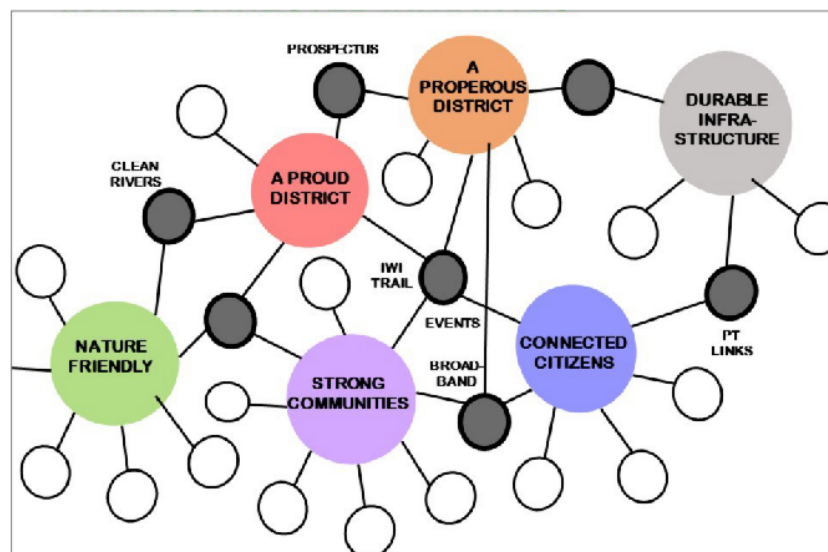 PROSPECTUS
A
PROPEROUS
DISTRICT
DURABLE
INFRA-
STRUCTURE
CLEAN
RIVERS
A PROUD
DISTRICT
IWI
TRAIL
EVENTS
NATURE
FRIENDLY
STRONG
COMMUNITIES
BROAD-
BAND
CONNECTED
CITIZENS
PT
LINKS